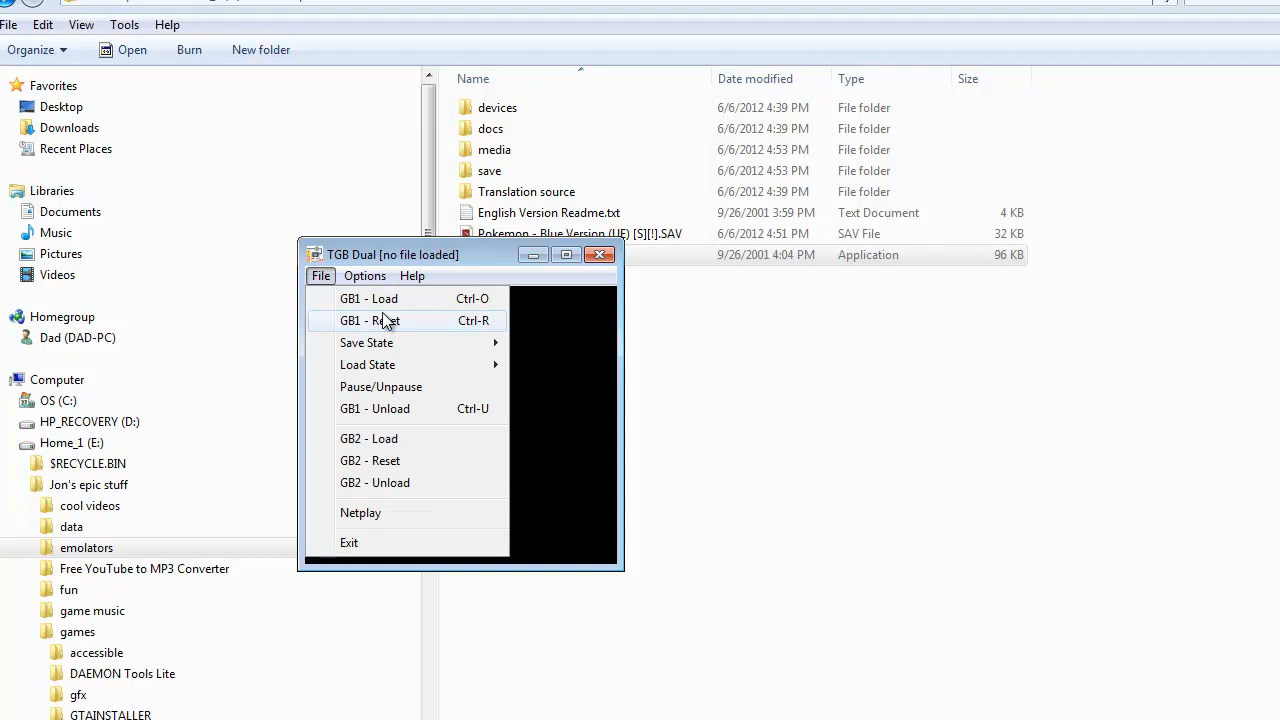 File Edit View Tools Help
Organize Open Burn New folder
Name Date modified Type Size
Favorites
Desktop
Downloads
Recent Places
Libraries
Documents
Music
Pictures
Videos
Homegroup
Dad (DAD-PC)
Computer
OS (C:)
HP_RECOVERY (D:)
Home_1 (E:)
$RECYCLE.BIN
Jon's epic stuff
cool videos
data
emolators
Free YouTube to MP3 Converter
fun
game music
games
accessible
DAEMON Tools Lite
gfx
GTAINSTALLER
devices 6/6/2012 4:39 PM File folder
docs 6/6/2012 4:39 PM File folder
media 6/6/2012 4:53 PM File folder
save 6/6/2012 4:53 PM File folder
Translation source 6/6/2012 4:39 PM File folder
English Version Readme.txt 9/26/2001 3:59 PM Text Document 4 KB
Pokemon - Blue Version (UE) [S][!].SAV 6/6/2012 4:51 PM SAV File 32 KB
9/26/2001 4:04 PM Application 96 KB
TGB Dual [no file loaded]
File Options Help
GB1 - Load Ctrl-O
GB1 - Reset Ctrl-R
Save State
Load State
Pause/Unpause
GB1 - Unload Ctrl-U
GB2 - Load
GB2 - Reset
GB2 - Unload
Netplay
Exit